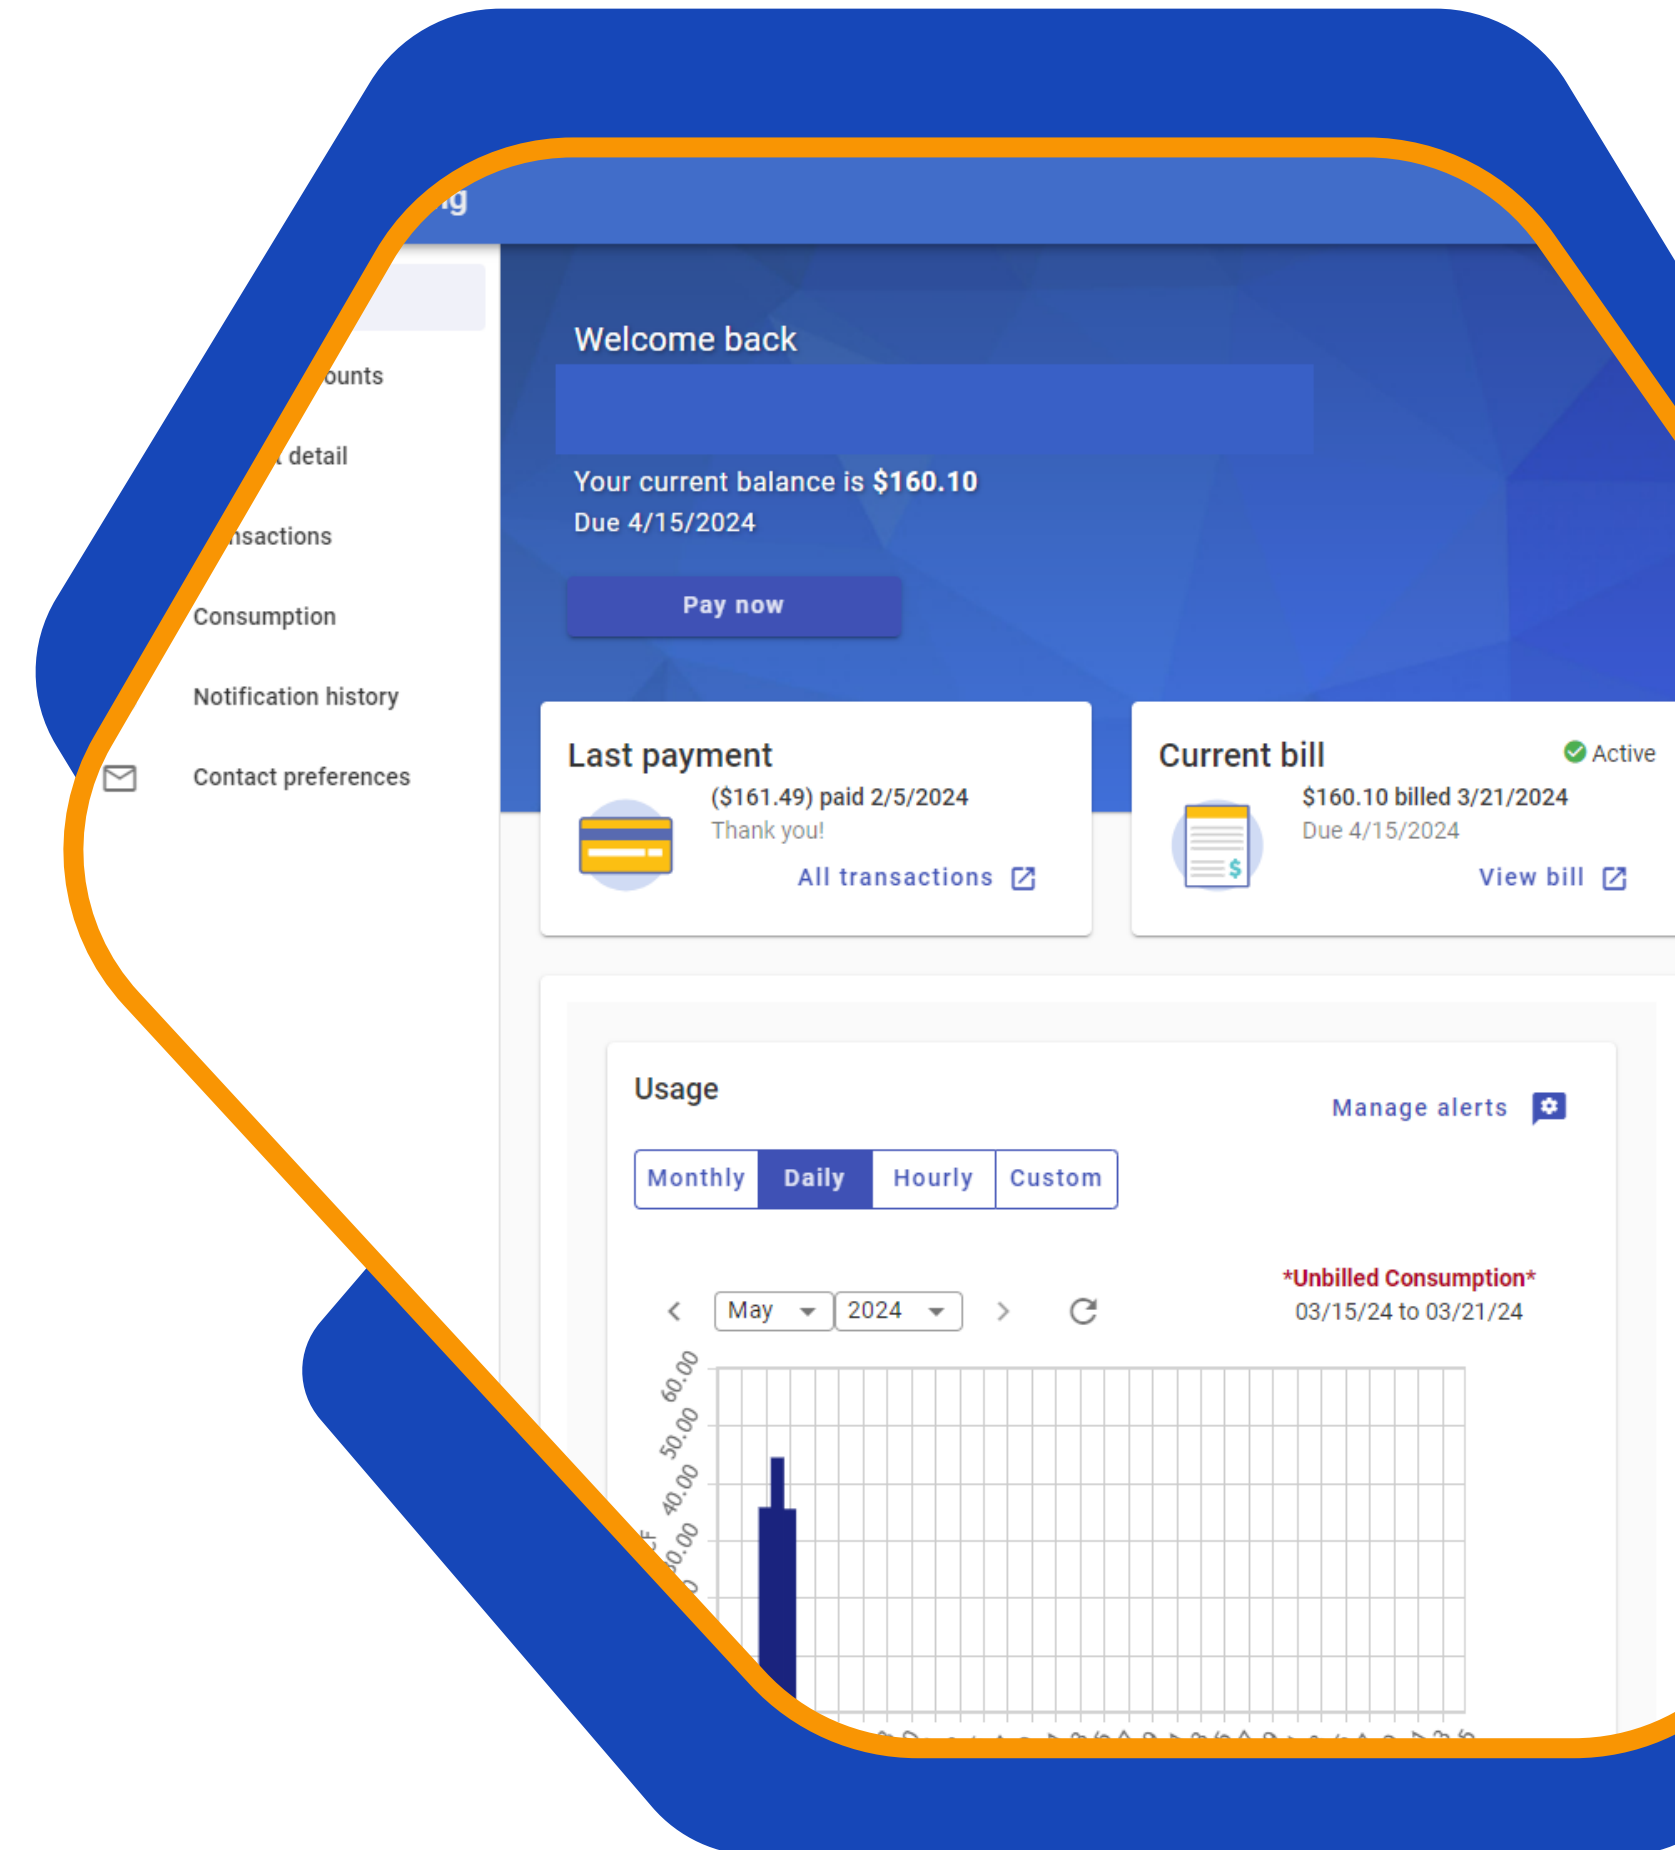 Welcome back
Your current balance is $160.10
Due 4/15/2024
Pay now
detail
Consumption
Notification history
Contact preferences
Last payment
($161.49) paid 2/5/2024
Thank you!
All transactions
Current bill
Active
$160.10 billed 3/21/2024
Due 4/15/2024
View bill
Usage
Manage alerts
Monthly Daily Hourly Custom
*Unbilled Consumption*
03/15/24 to 03/21/24
May 2024
60.00
50.00
40.00